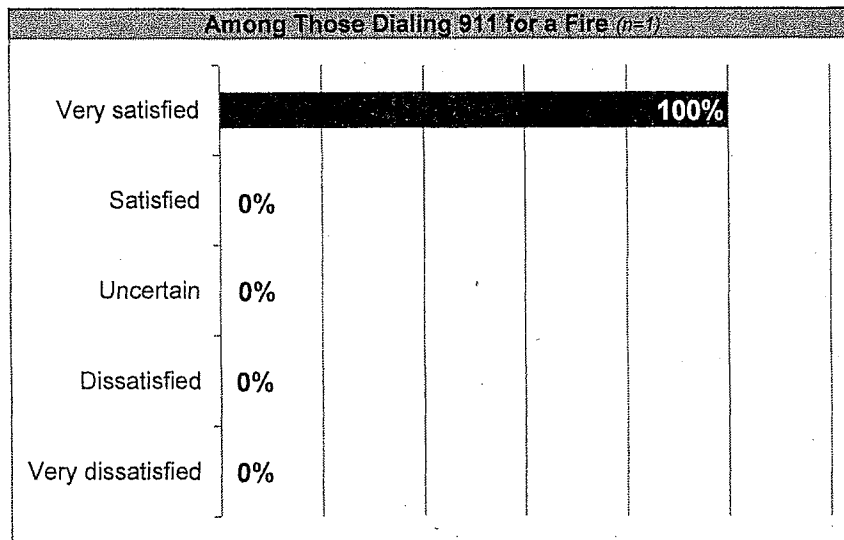 Among Those Dialing 911 for a Fire (n=1)
Very satisfied 100%
Satisfied 0%
Uncertain 0%
Dissatisfied 0%
Very dissatisfied 0%